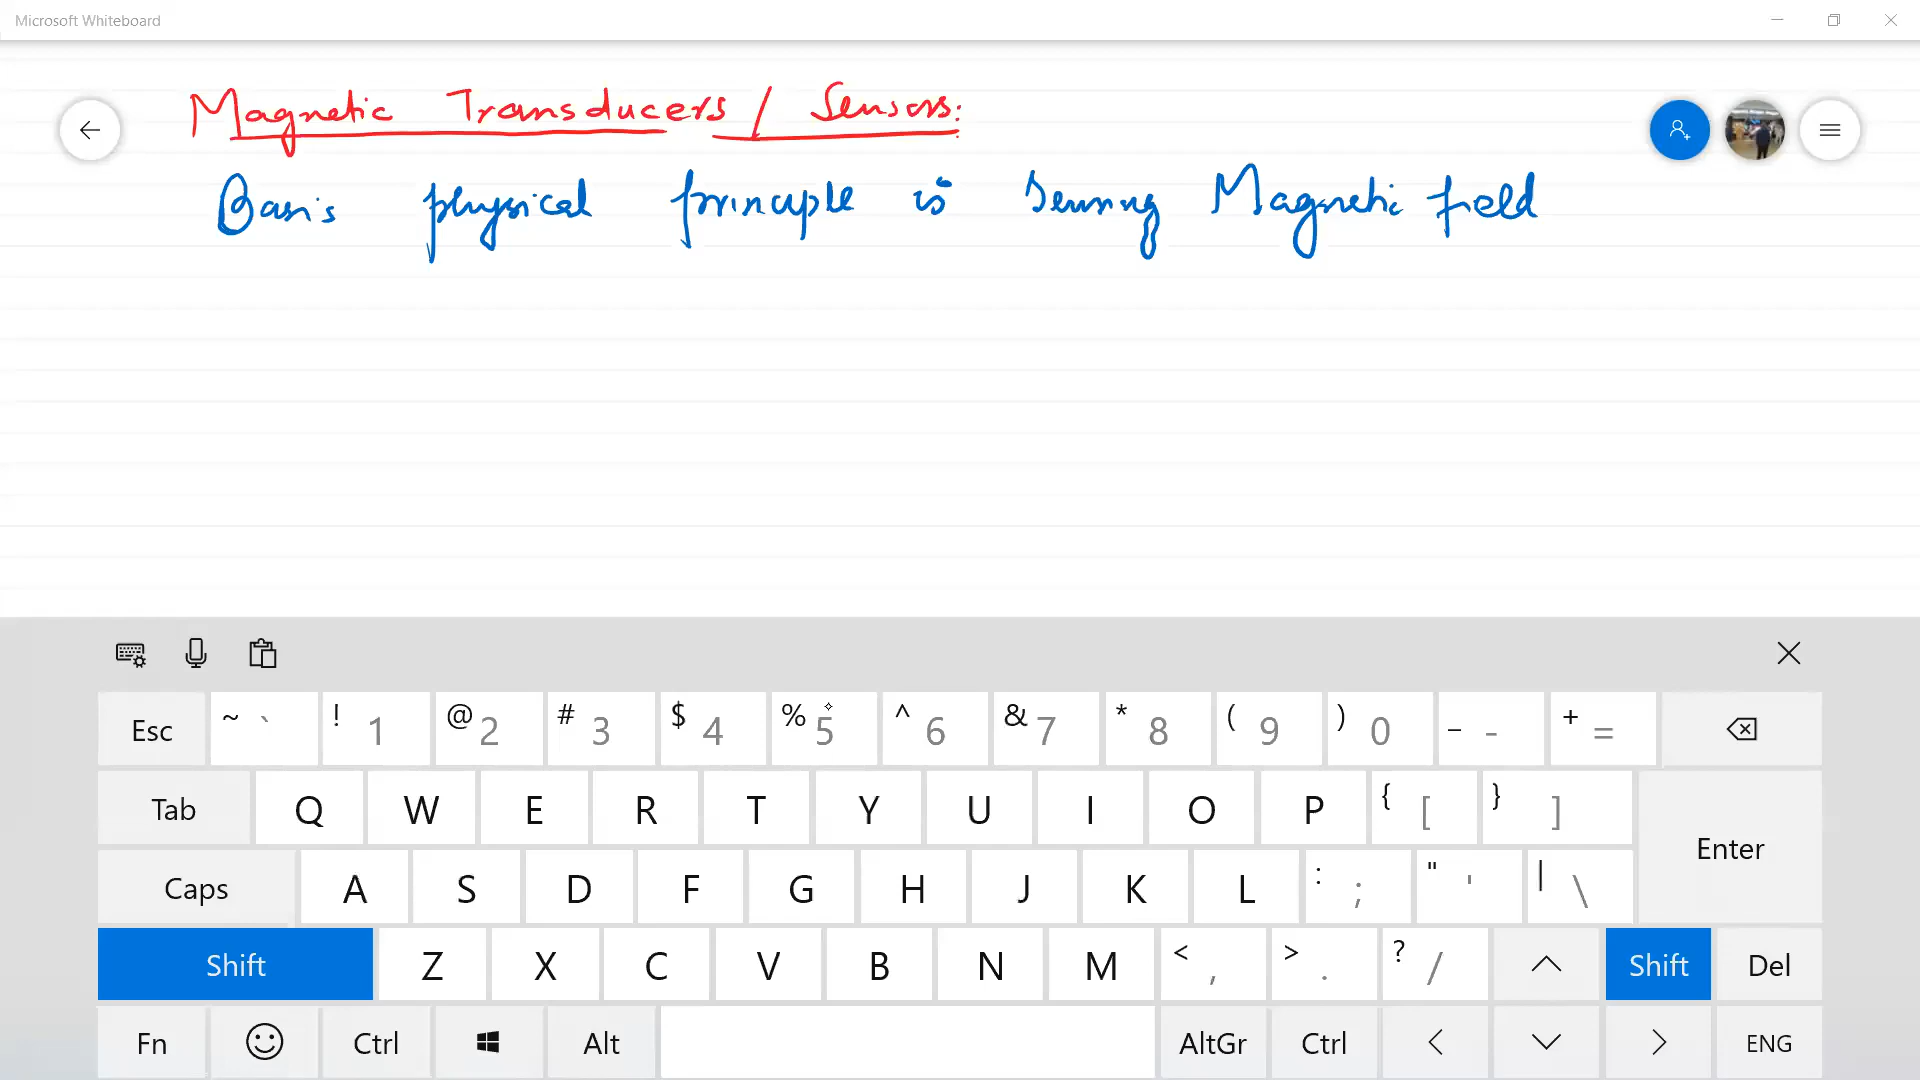 Microsoft Whiteboard
Magnetic Transducers / Sensors:
Basis physical principle is sensing Magnetic field
Esc ~ ` ! 1 @ 2 # 3 $ 4 % 5 ^ 6 & 7 * 8 ( 9 ) 0 _ - + =
Tab Q W E R T Y U I O P { [ } ]
Enter
Caps A S D F G H J K L : ; " ' | \
Shift Z X C V B N M < , > . ? / Shift Del
Fn Ctrl Alt AltGr Ctrl ENG